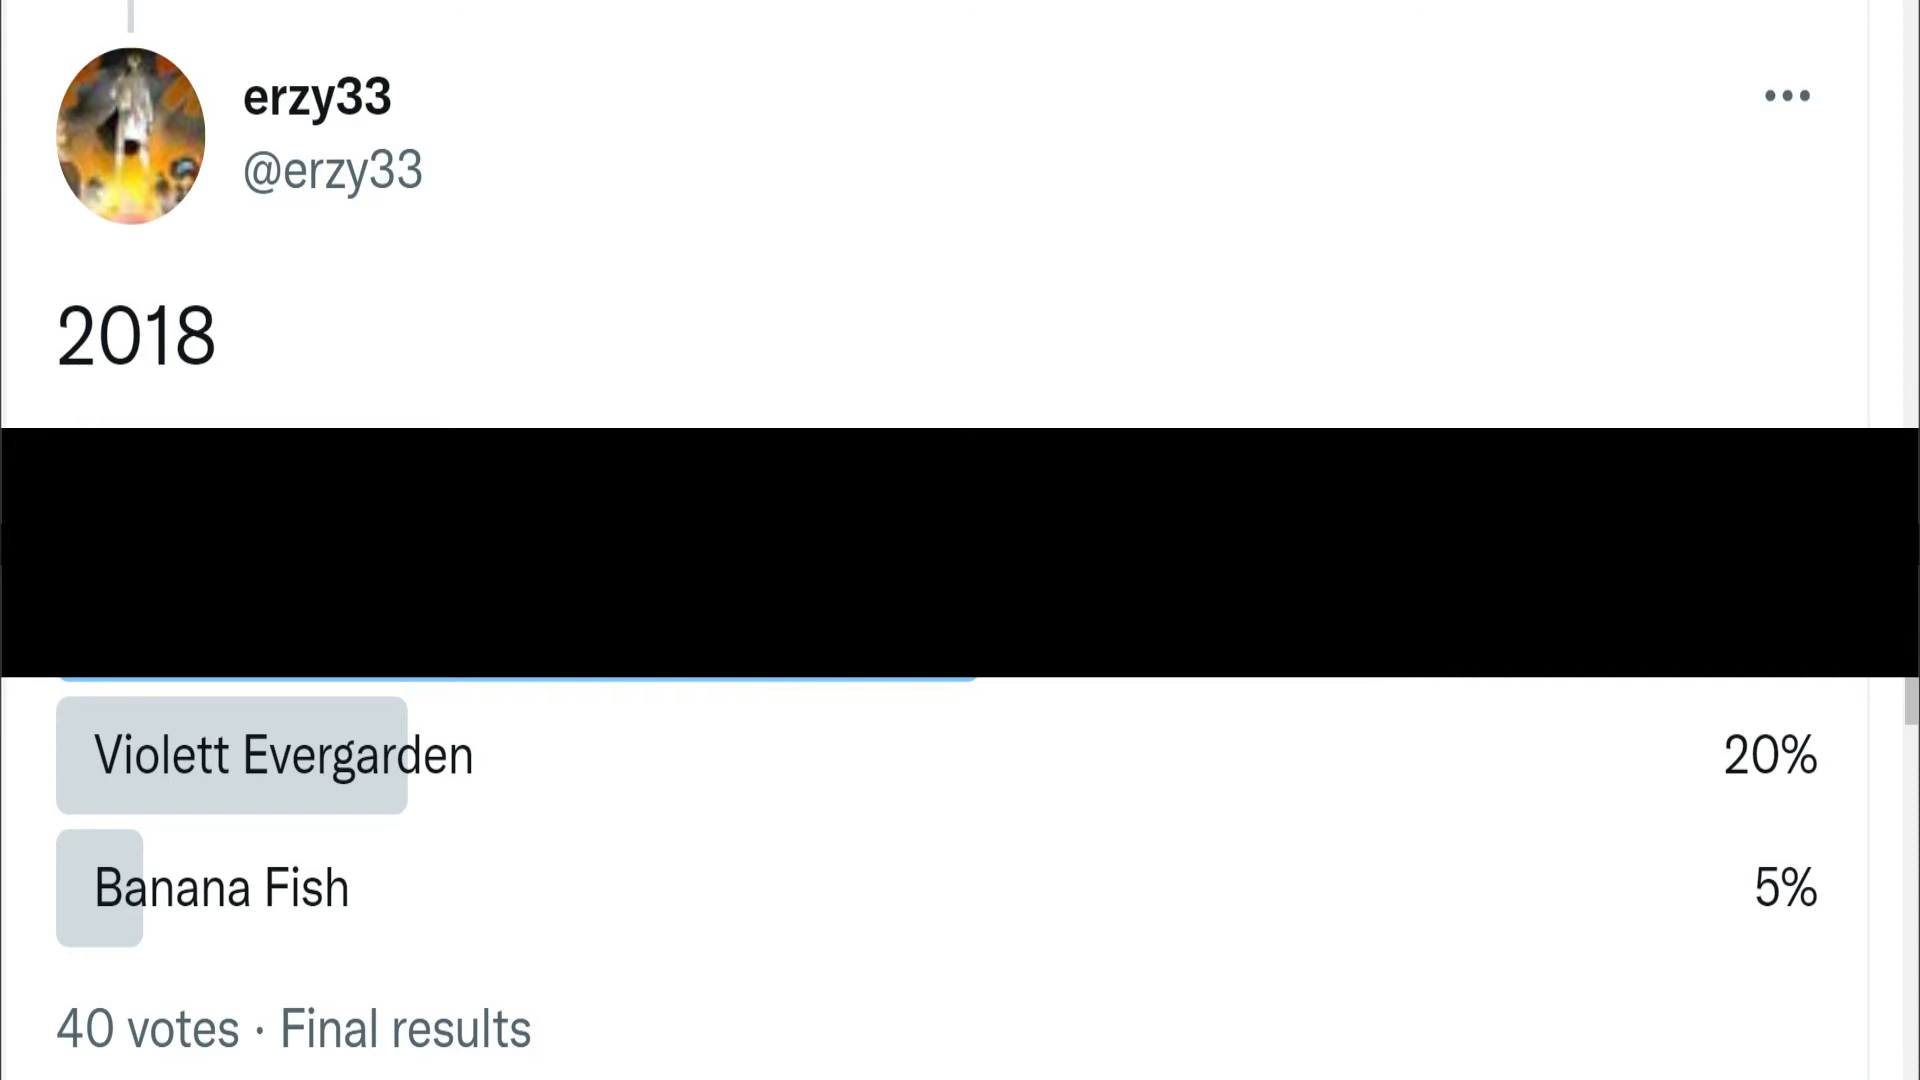 erzy33
@erzy33
2018
Violett Evergarden 20%
Banana Fish 5%
40 votes · Final results